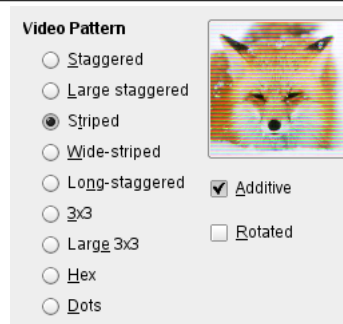 Video Pattern
Staggered
Large staggered
Striped
Wide-striped
Long-staggered
3x3
Large 3x3
Hex
Dots
Additive
Rotated